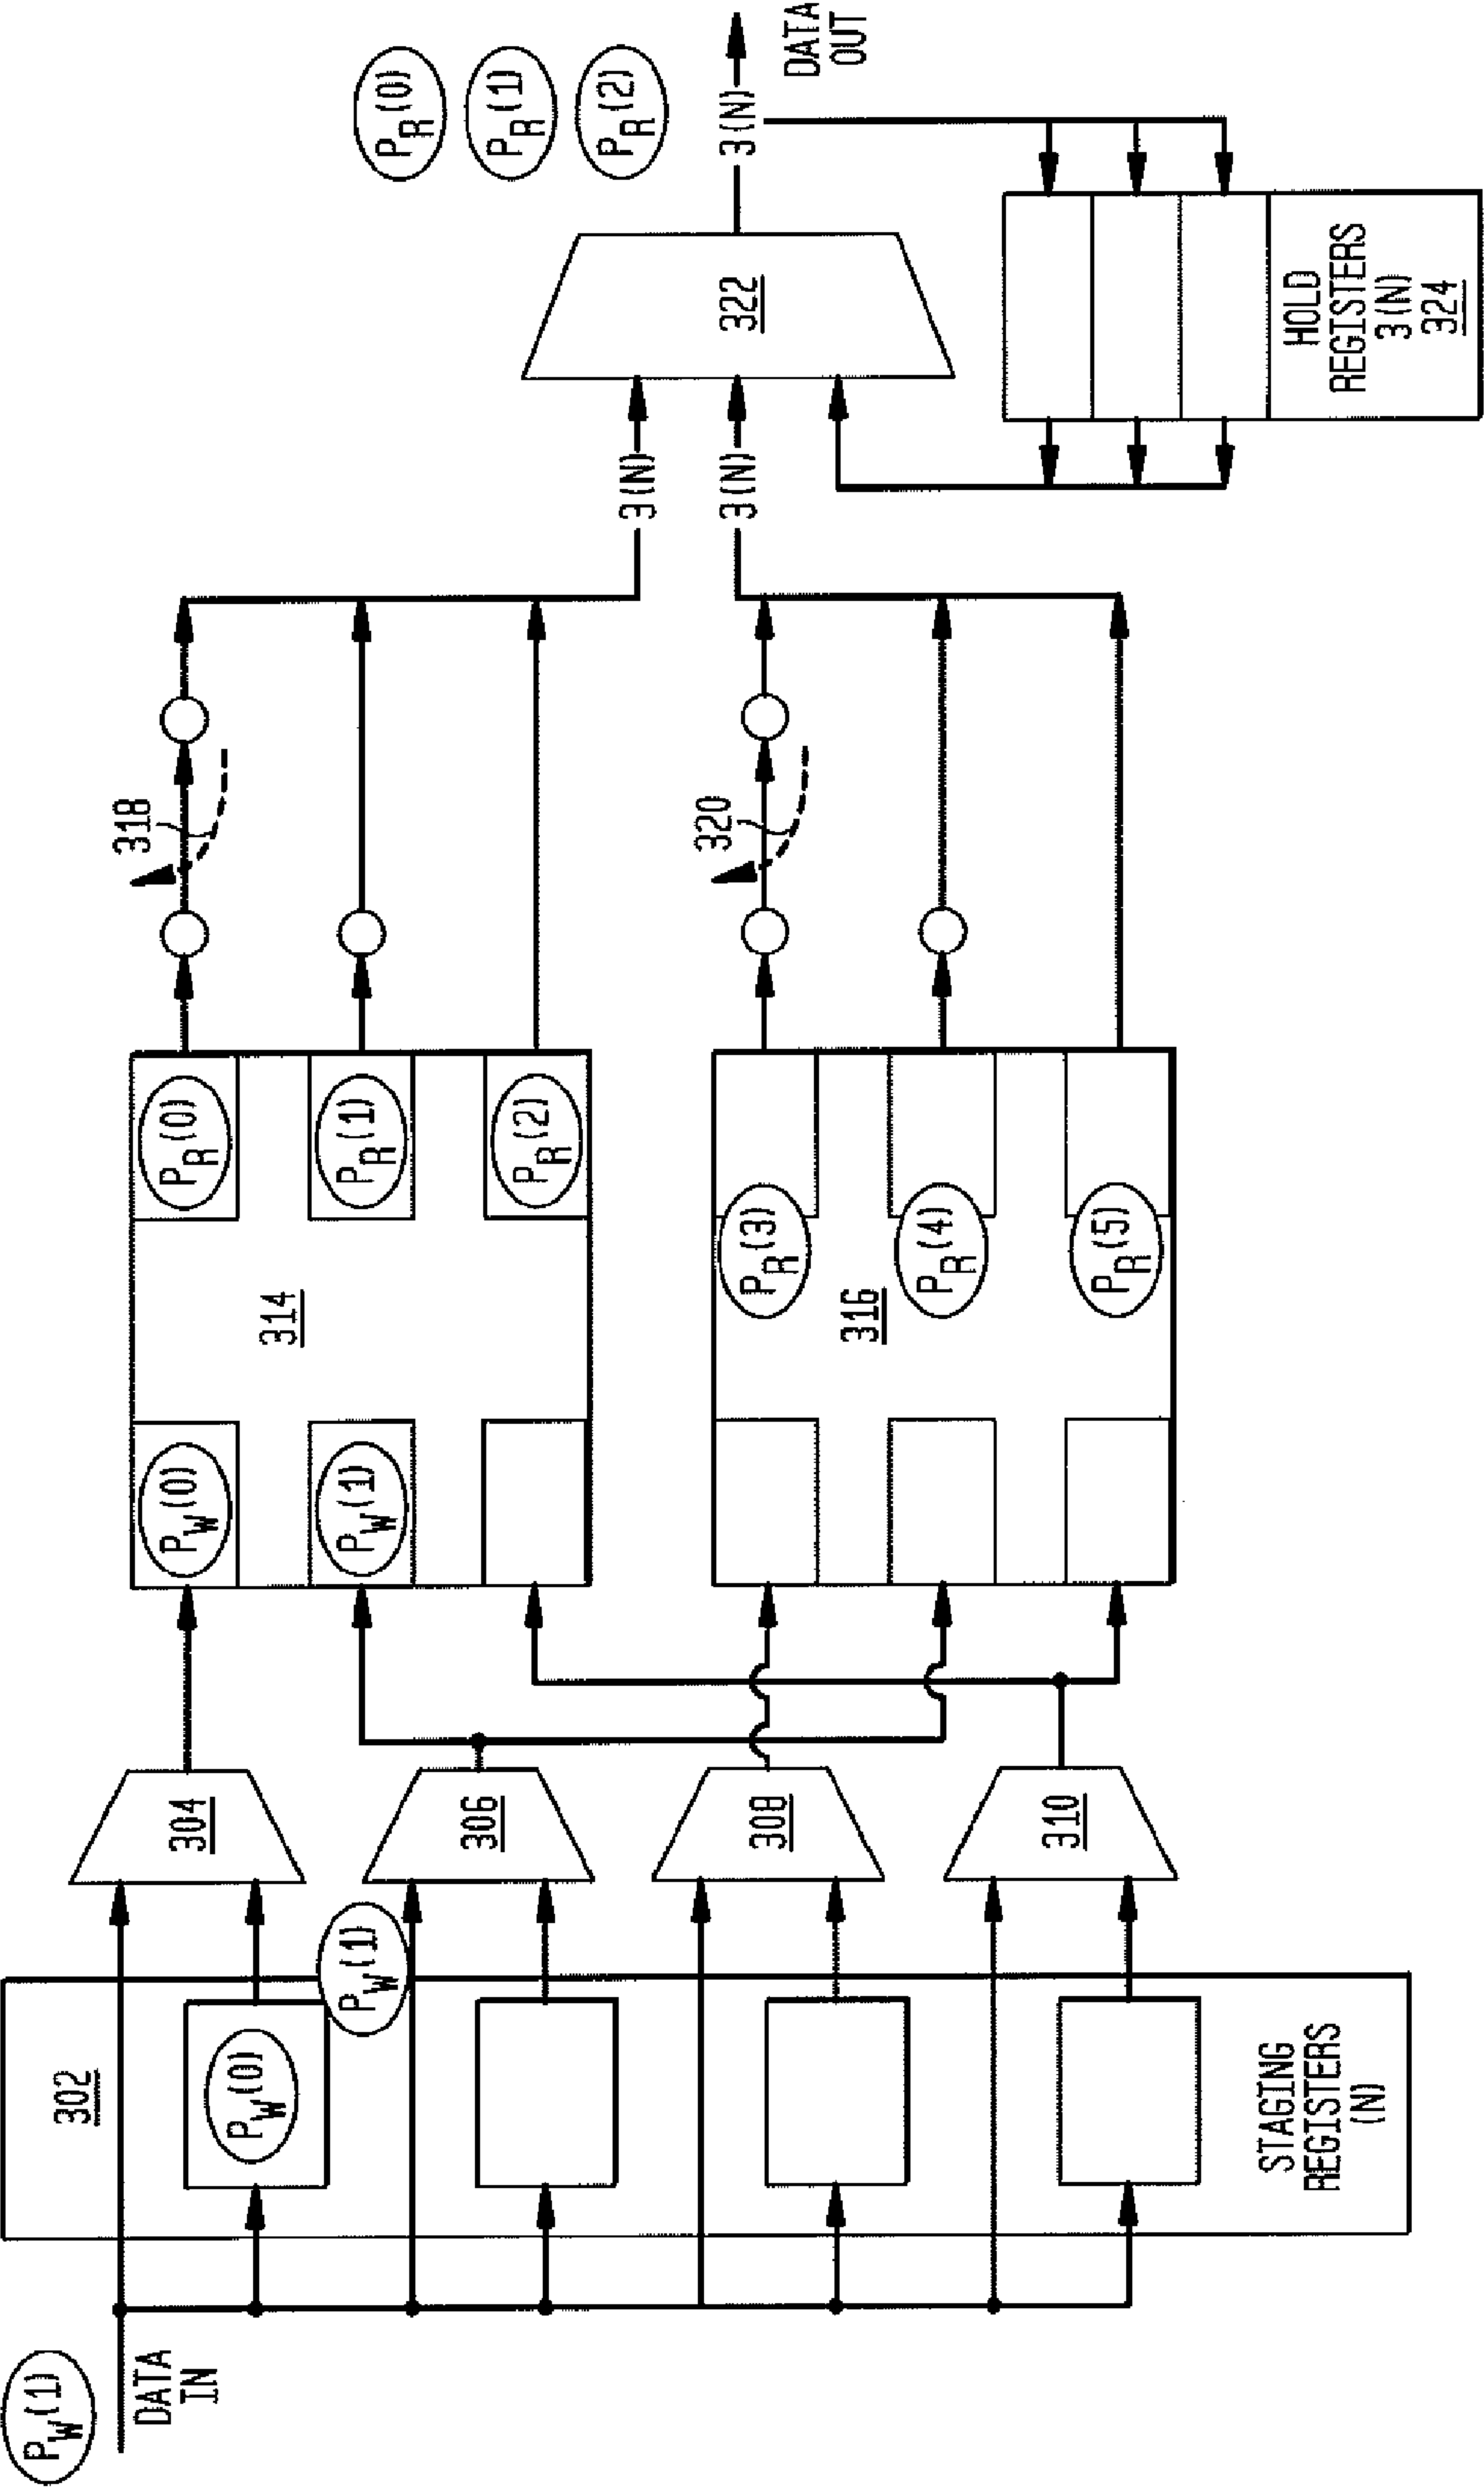 P_W(1)
DATA
IN
302
P_W(0)
STAGING
REGISTERS
(N)
P_W(1)
304
306
308
310
P_W(0)
P_W(1)
314
P_R(0)
P_R(1)
P_R(2)
316
P_R(3)
P_R(4)
P_R(5)
318
320
3(N)
3(N)
322
3(N)
DATA
OUT
P_R(0)
P_R(1)
P_R(2)
HOLD
REGISTERS
3(N)
324